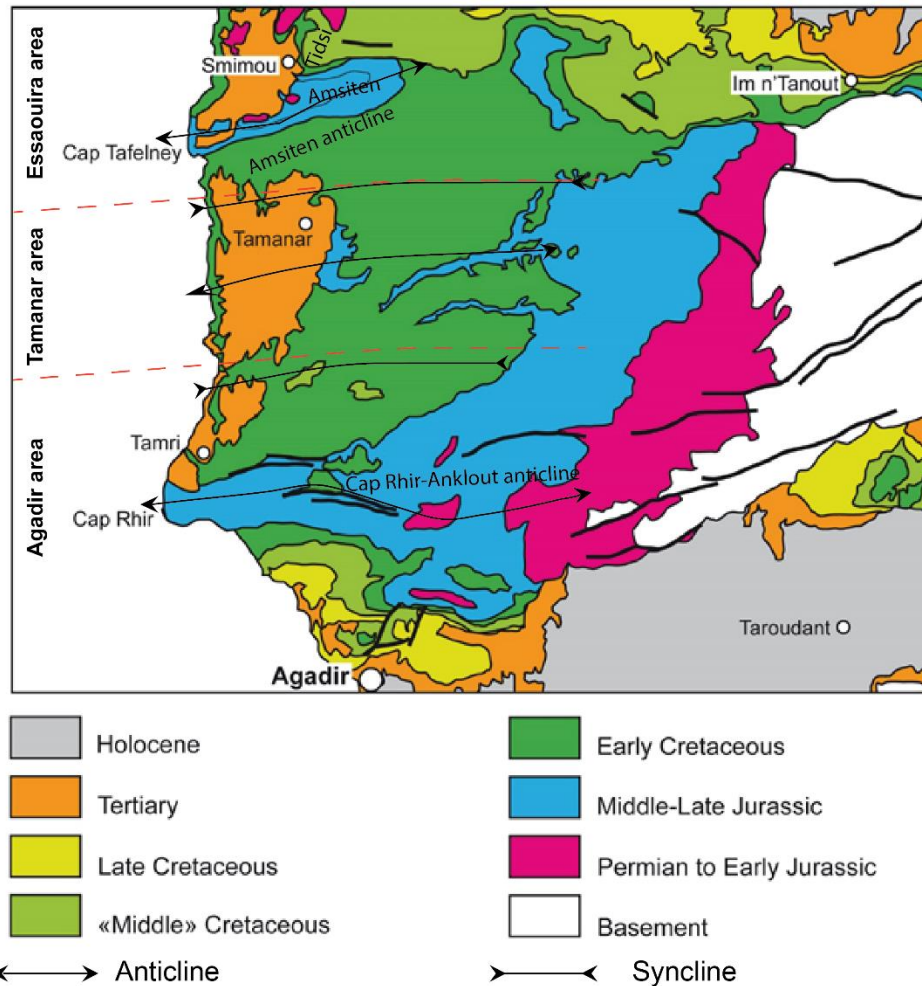 Essaouira area
Tamanar area
Agadir area
Tidsi
Smimou
Amsiten
Im n'Tanout
Cap Tafelney
Amsiten anticline
Tamanar
Tamri
Cap Rhir-Anklout anticline
Cap Rhir
Taroudant
Agadir
Holocene
Tertiary
Late Cretaceous
«Middle» Cretaceous
Early Cretaceous
Middle-Late Jurassic
Permian to Early Jurassic
Basement
Anticline
Syncline